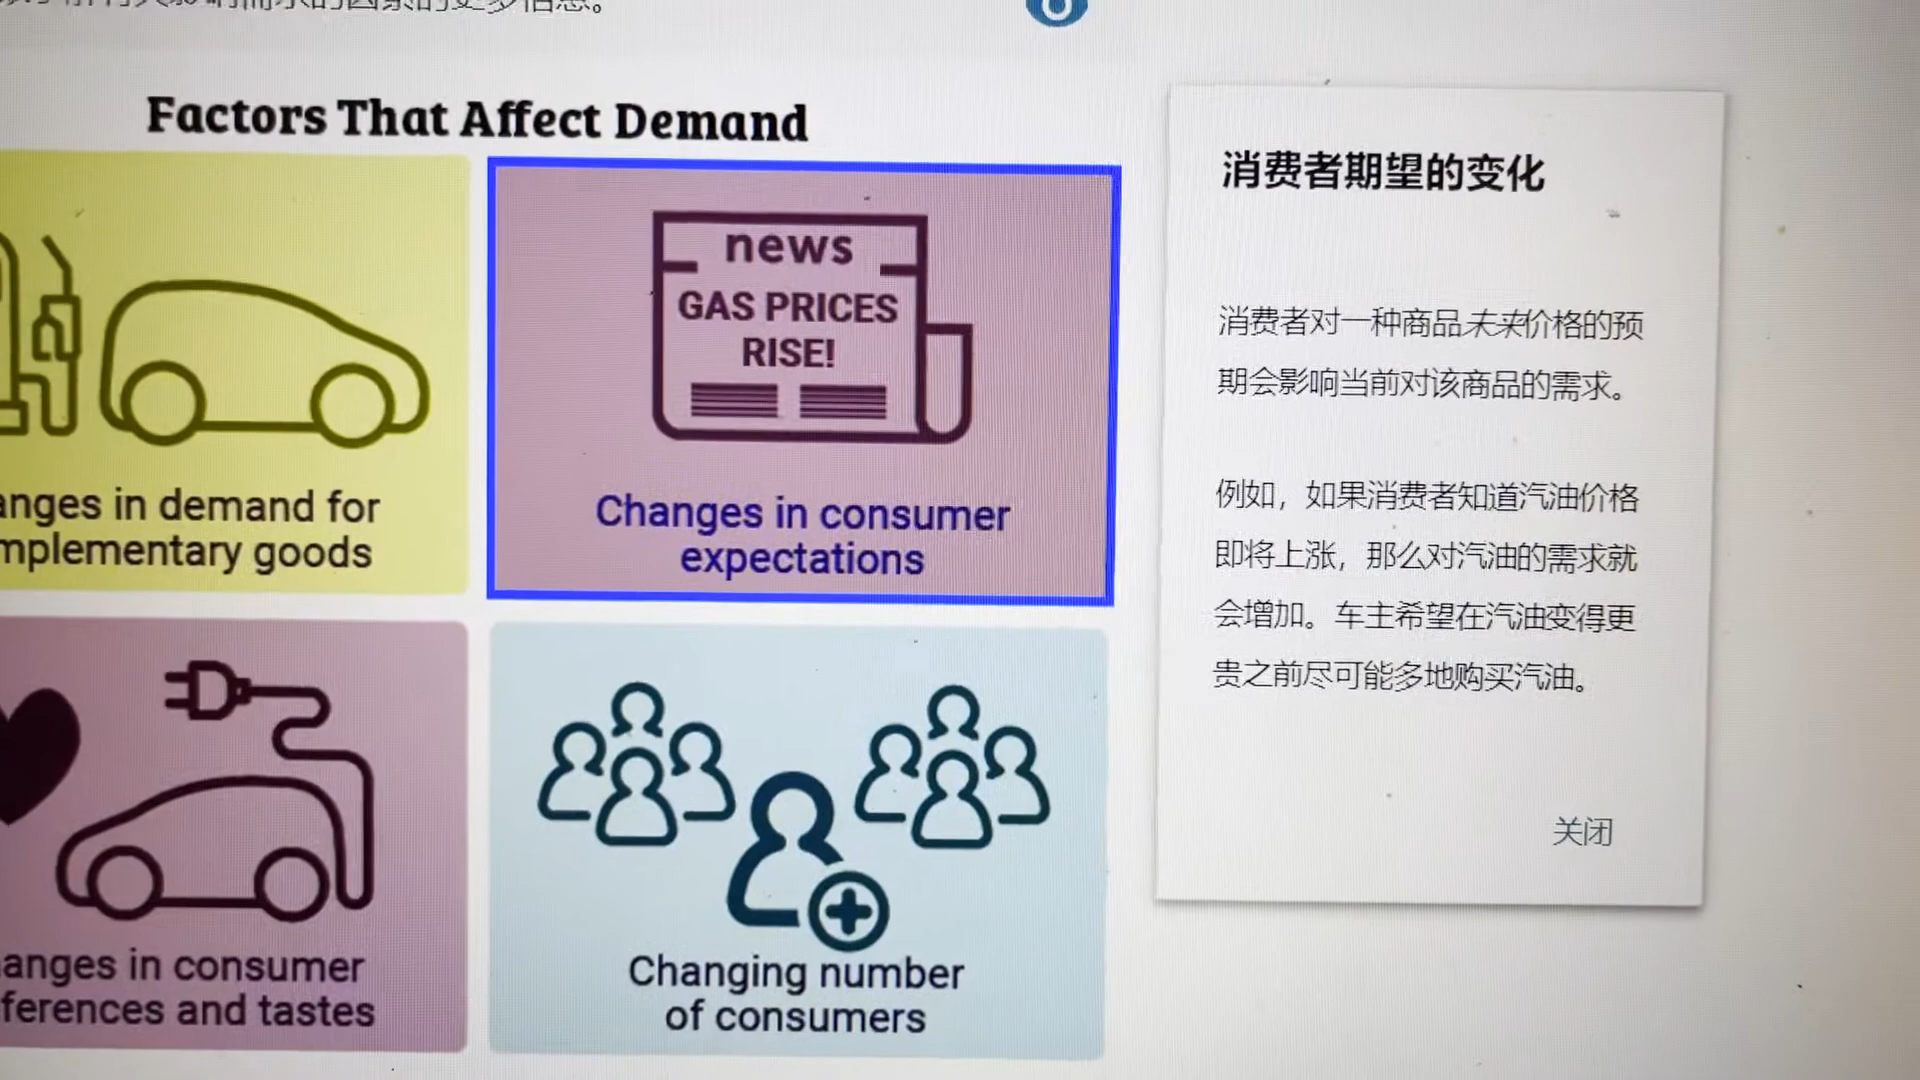 Factors That Affect Demand
news
GAS PRICES
RISE!
anges in demand for
mplementary goods
Changes in consumer
expectations
anges in consumer
ferences and tastes
Changing number
of consumers
消费者期望的变化
消费者对一种商品未来价格的预
期会影响当前对该商品的需求。
例如，如果消费者知道汽油价格
即将上涨，那么对汽油的需求就
会增加。车主希望在汽油变得更
贵之前尽可能多地购买汽油。
关闭